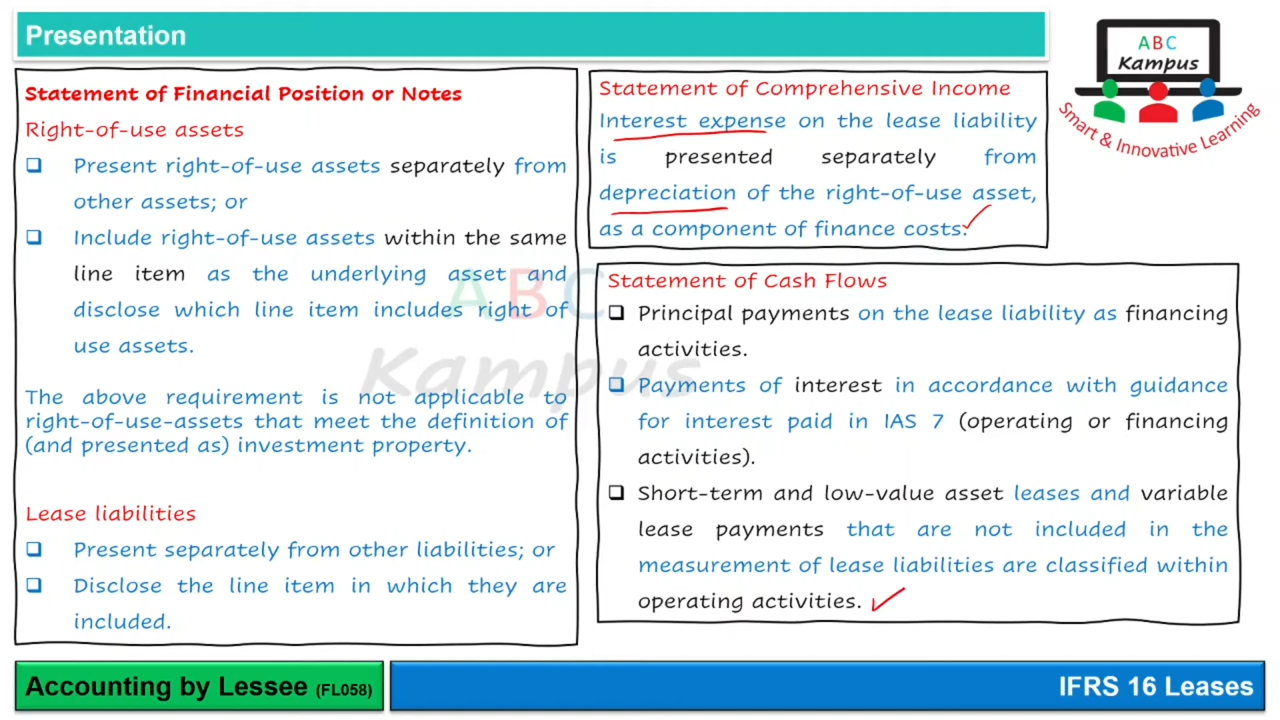 Presentation
Statement of Financial Position or Notes
Right-of-use assets
❑ Present right-of-use assets separately from
other assets; or
❑ Include right-of-use assets within the same
line item as the underlying asset and
disclose which line item includes right of
use assets.
The above requirement is not applicable to
right-of-use-assets that meet the definition of
(and presented as) investment property.
Lease liabilities
❑ Present separately from other liabilities; or
❑ Disclose the line item in which they are
included.
Statement of Comprehensive Income
Interest expense on the lease liability
is presented separately from
depreciation of the right-of-use asset,
as a component of finance costs.
Statement of Cash Flows
❑ Principal payments on the lease liability as financing
activities.
❑ Payments of interest in accordance with guidance
for interest paid in IAS 7 (operating or financing
activities).
❑ Short-term and low-value asset leases and variable
lease payments that are not included in the
measurement of lease liabilities are classified within
operating activities.
ABC
Kampus
Smart & Innovative Learning
ABC
Kampus
Accounting by Lessee (FL058)
IFRS 16 Leases